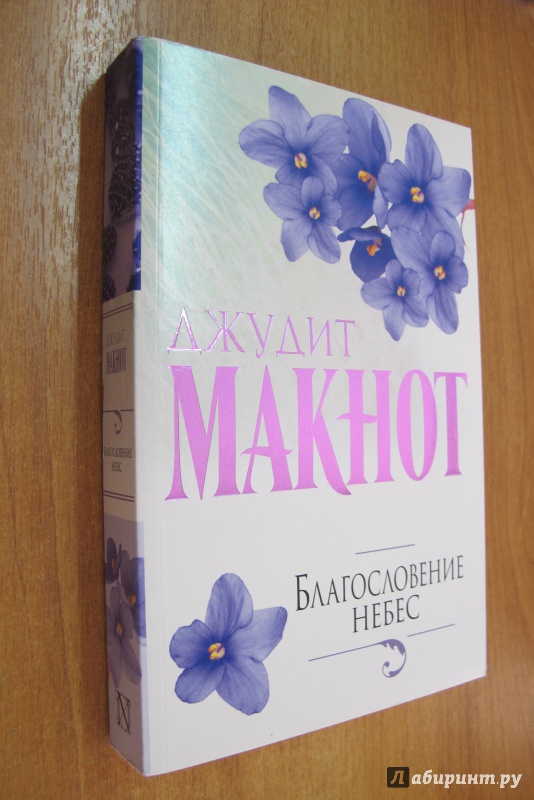 ДЖУДИТ
МАКНОТ
БЛАГОСЛОВЕНИЕ
НЕБЕС
ДЖУДИТ
МАКНОТ
БЛАГОСЛОВЕНИЕ
НЕБЕС
N
Лабиринт.ру